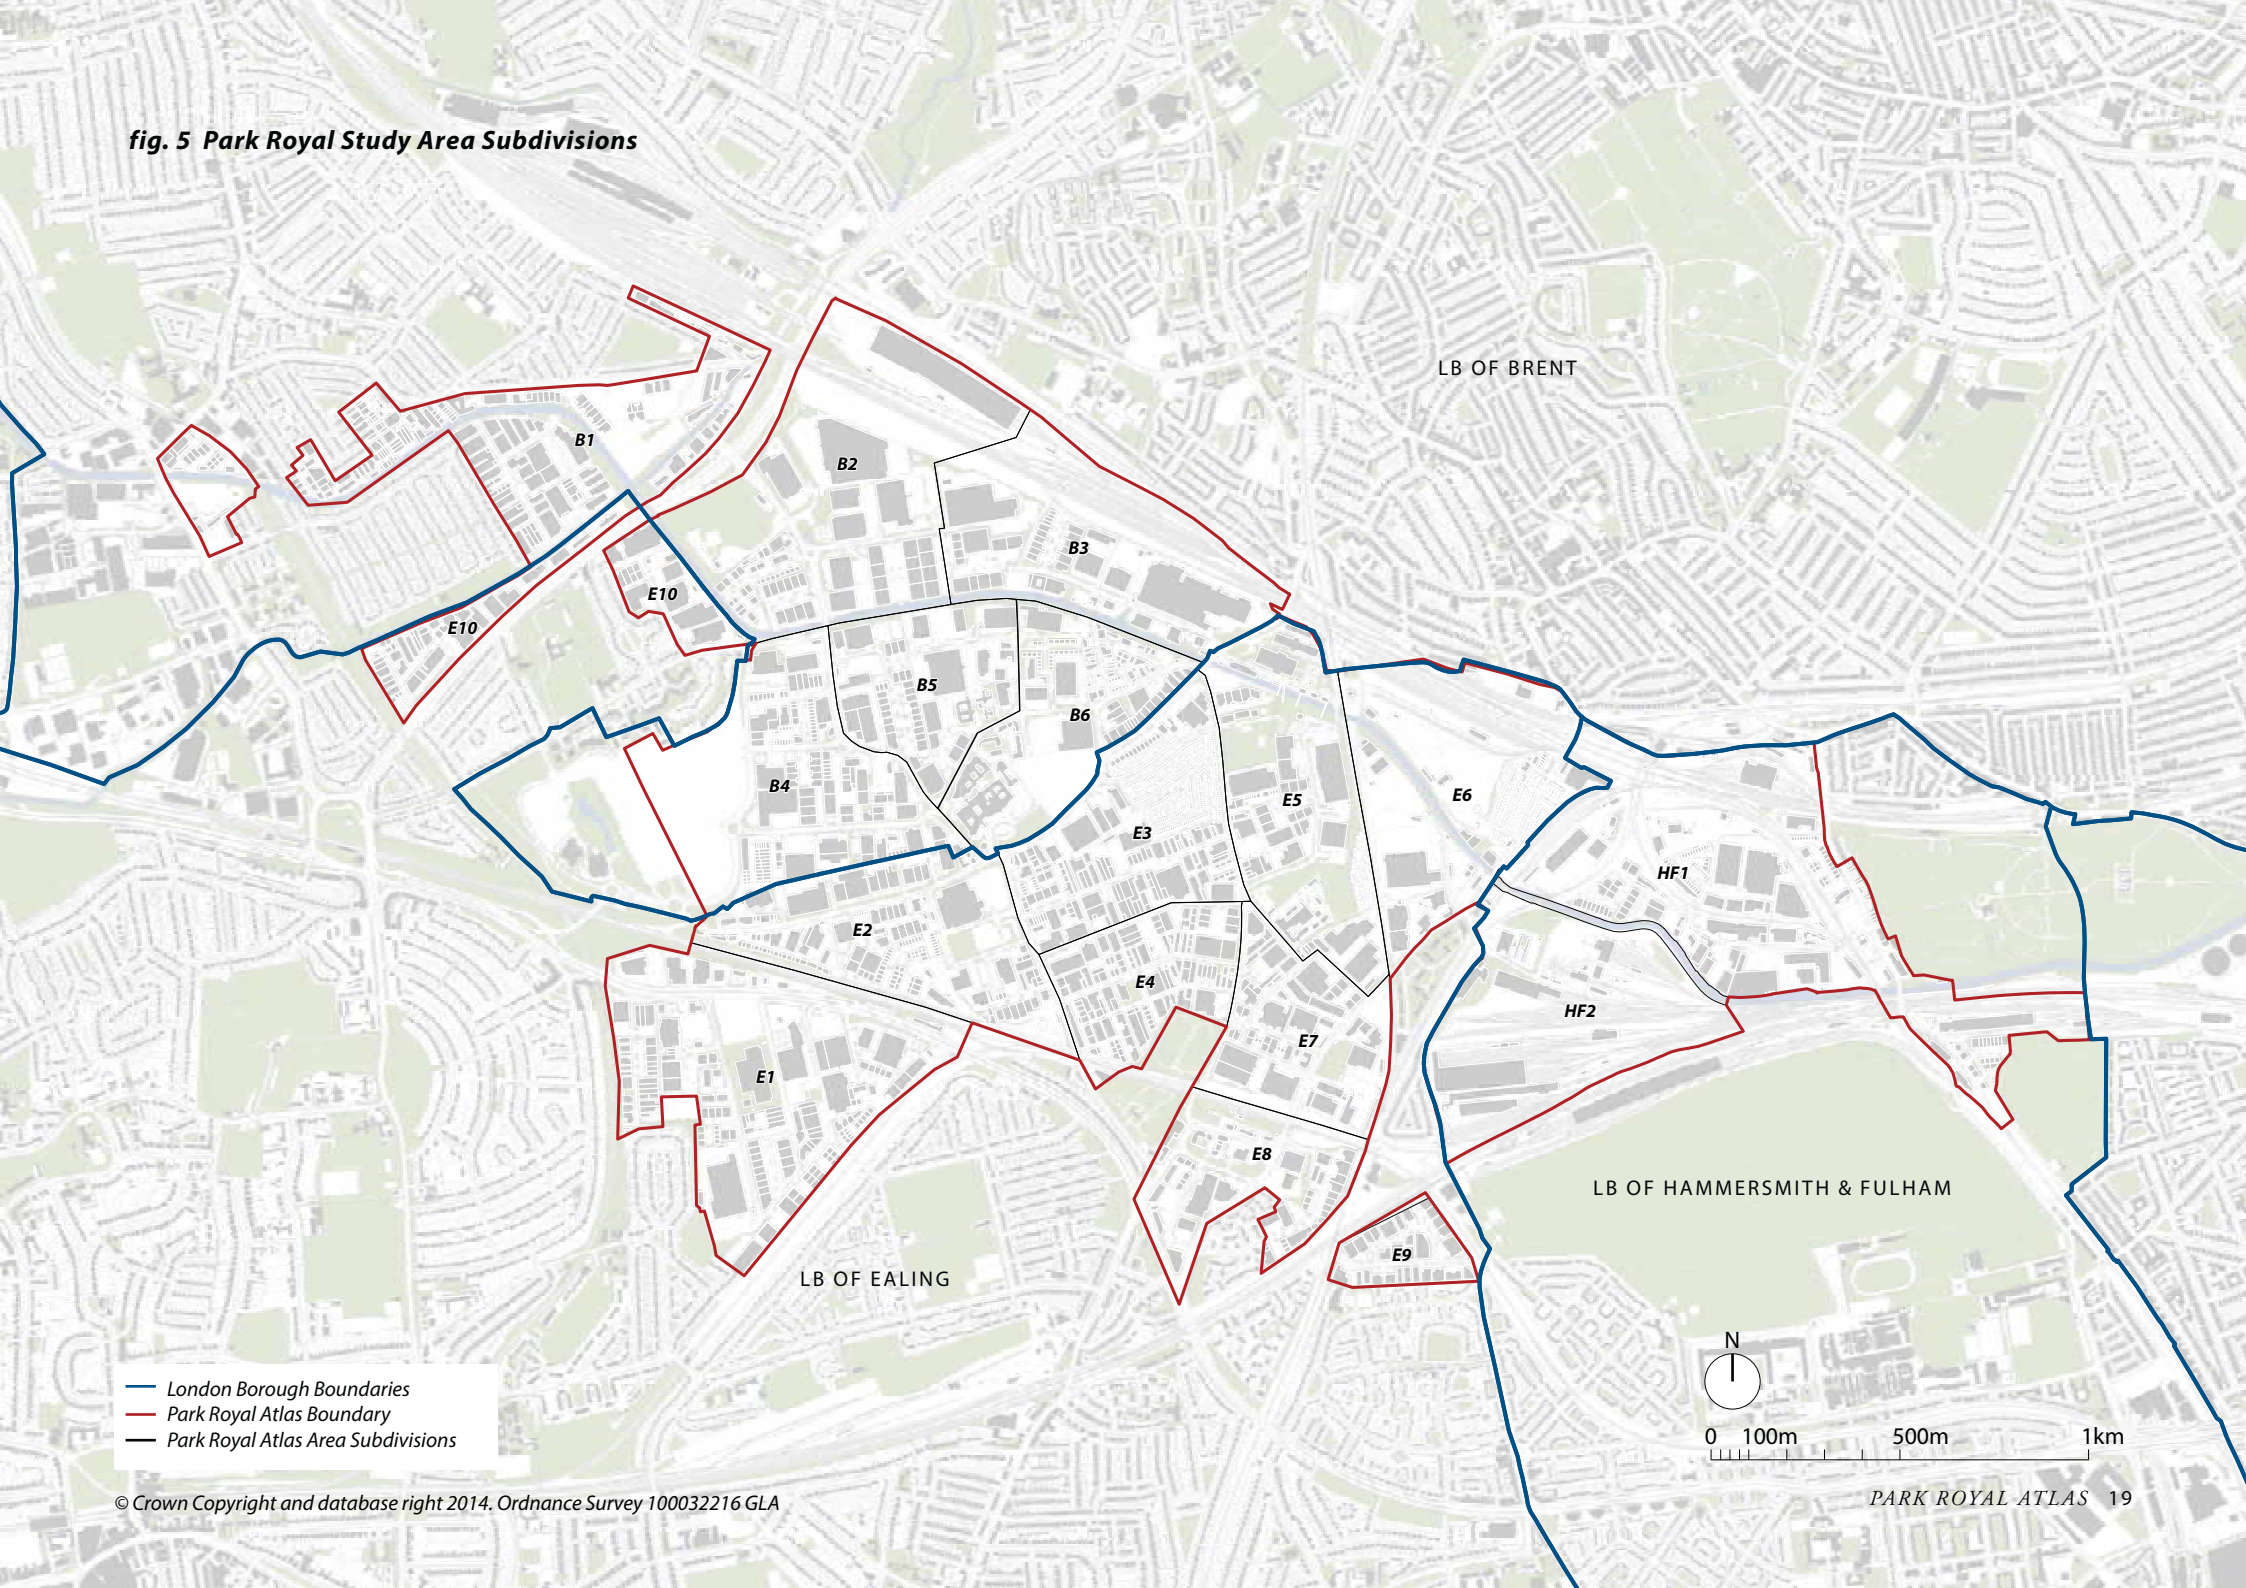 fig. 5 Park Royal Study Area Subdivisions
LB OF BRENT
B1
B2
B3
E10
E10
B5
B6
B4
E5
E6
E3
HF1
E2
E4
HF2
E7
E1
E8
LB OF HAMMERSMITH & FULHAM
E9
LB OF EALING
N
London Borough Boundaries
Park Royal Atlas Boundary
Park Royal Atlas Area Subdivisions
0 100m 500m 1km
© Crown Copyright and database right 2014. Ordnance Survey 100032216 GLA
PARK ROYAL ATLAS 19